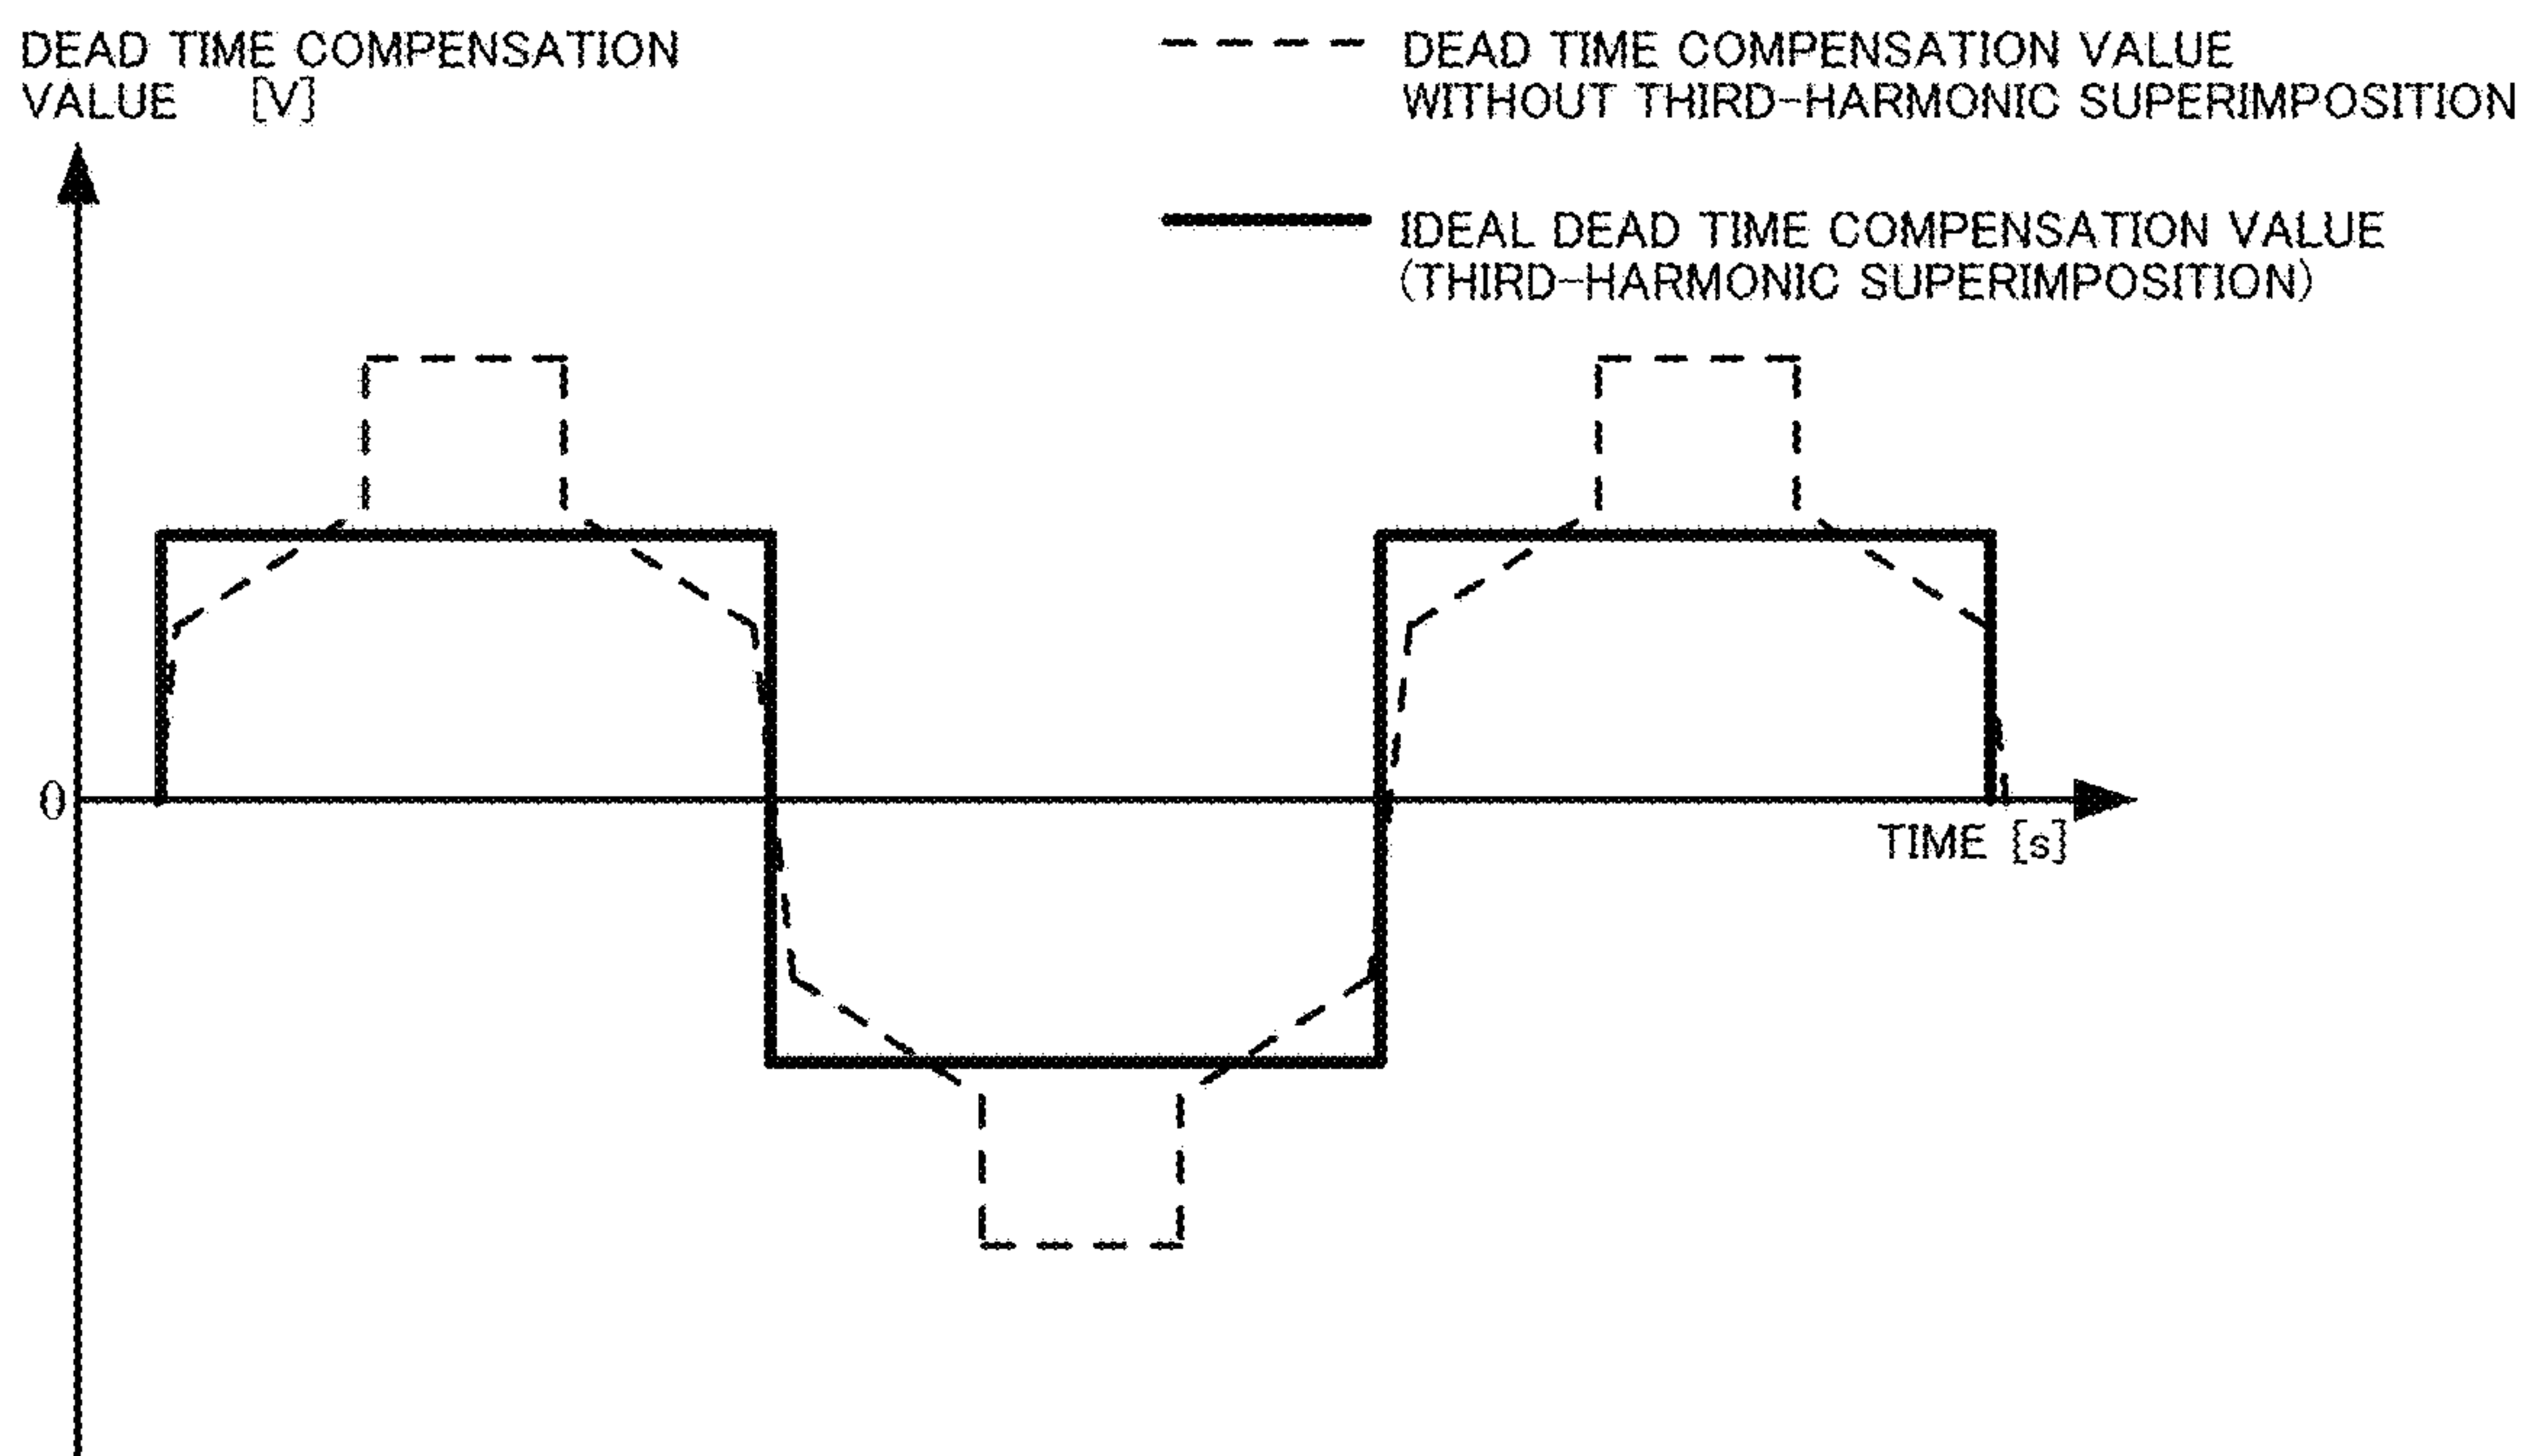 DEAD TIME COMPENSATION
VALUE [V]
DEAD TIME COMPENSATION VALUE
WITHOUT THIRD-HARMONIC SUPERIMPOSITION
IDEAL DEAD TIME COMPENSATION VALUE
(THIRD-HARMONIC SUPERIMPOSITION)
0
TIME [s]